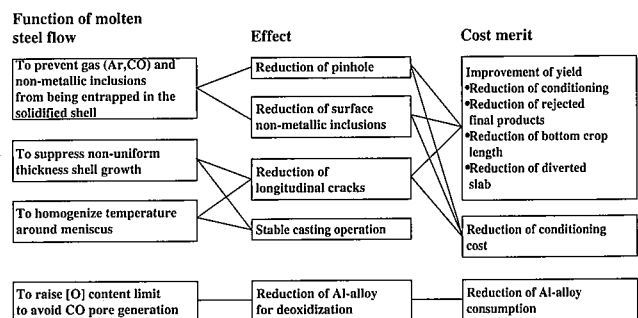 Function of molten
steel flow
Effect
Cost merit
To prevent gas (Ar,CO) and
non-metallic inclusions
from being entrapped in the
solidified shell
To suppress non-uniform
thickness shell growth
To homogenize temperature
around meniscus
To raise [O] content limit
to avoid CO pore generation
Reduction of pinhole
Reduction of surface
non-metallic inclusions
Reduction of
longitudinal cracks
Stable casting operation
Reduction of Al-alloy
for deoxidization
Improvement of yield
•Reduction of conditioning
•Reduction of rejected
final products
•Reduction of bottom crop
length
•Reduction of diverted
slab
Reduction of conditioning
cost
Reduction of Al-alloy
consumption